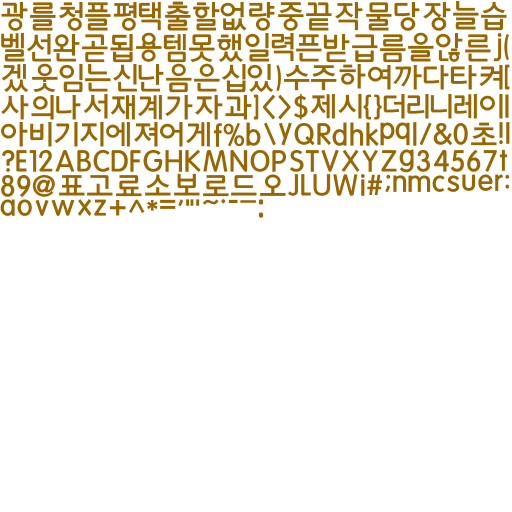 광를청플평택출할없량중끝작물당장늘습
벨선완곧됩용템못했일력픈받급름을않른j(
겠웃임는신난음은십있)수주하여까다타켜[
사의나서재계가자과]<>$제시{}더리니레이|
아비기지에져어게f%b\yQRdhkpql/&0초!I
?E12ABCDFGHKMNOPSTVXYZg34567t
89@표고료소보로드오JLUWi#;nmcsuer:
aovwxz+^*=‘"'~·-—;